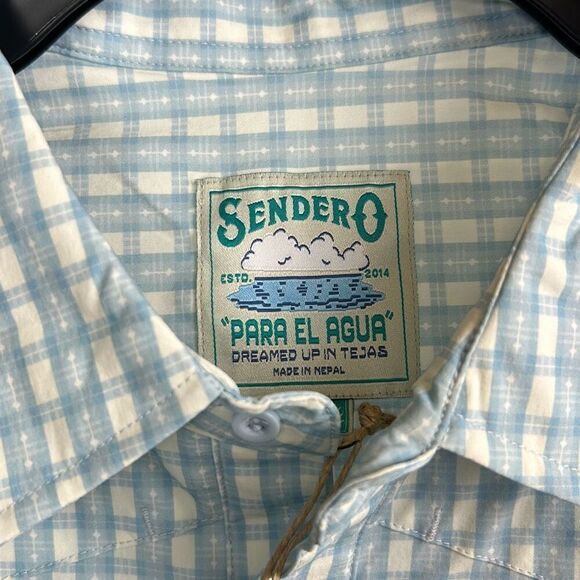 SENDERO
ESTD. 2014
"PARA EL AGUA"
DREAMED UP IN TEJAS
MADE IN NEPAL